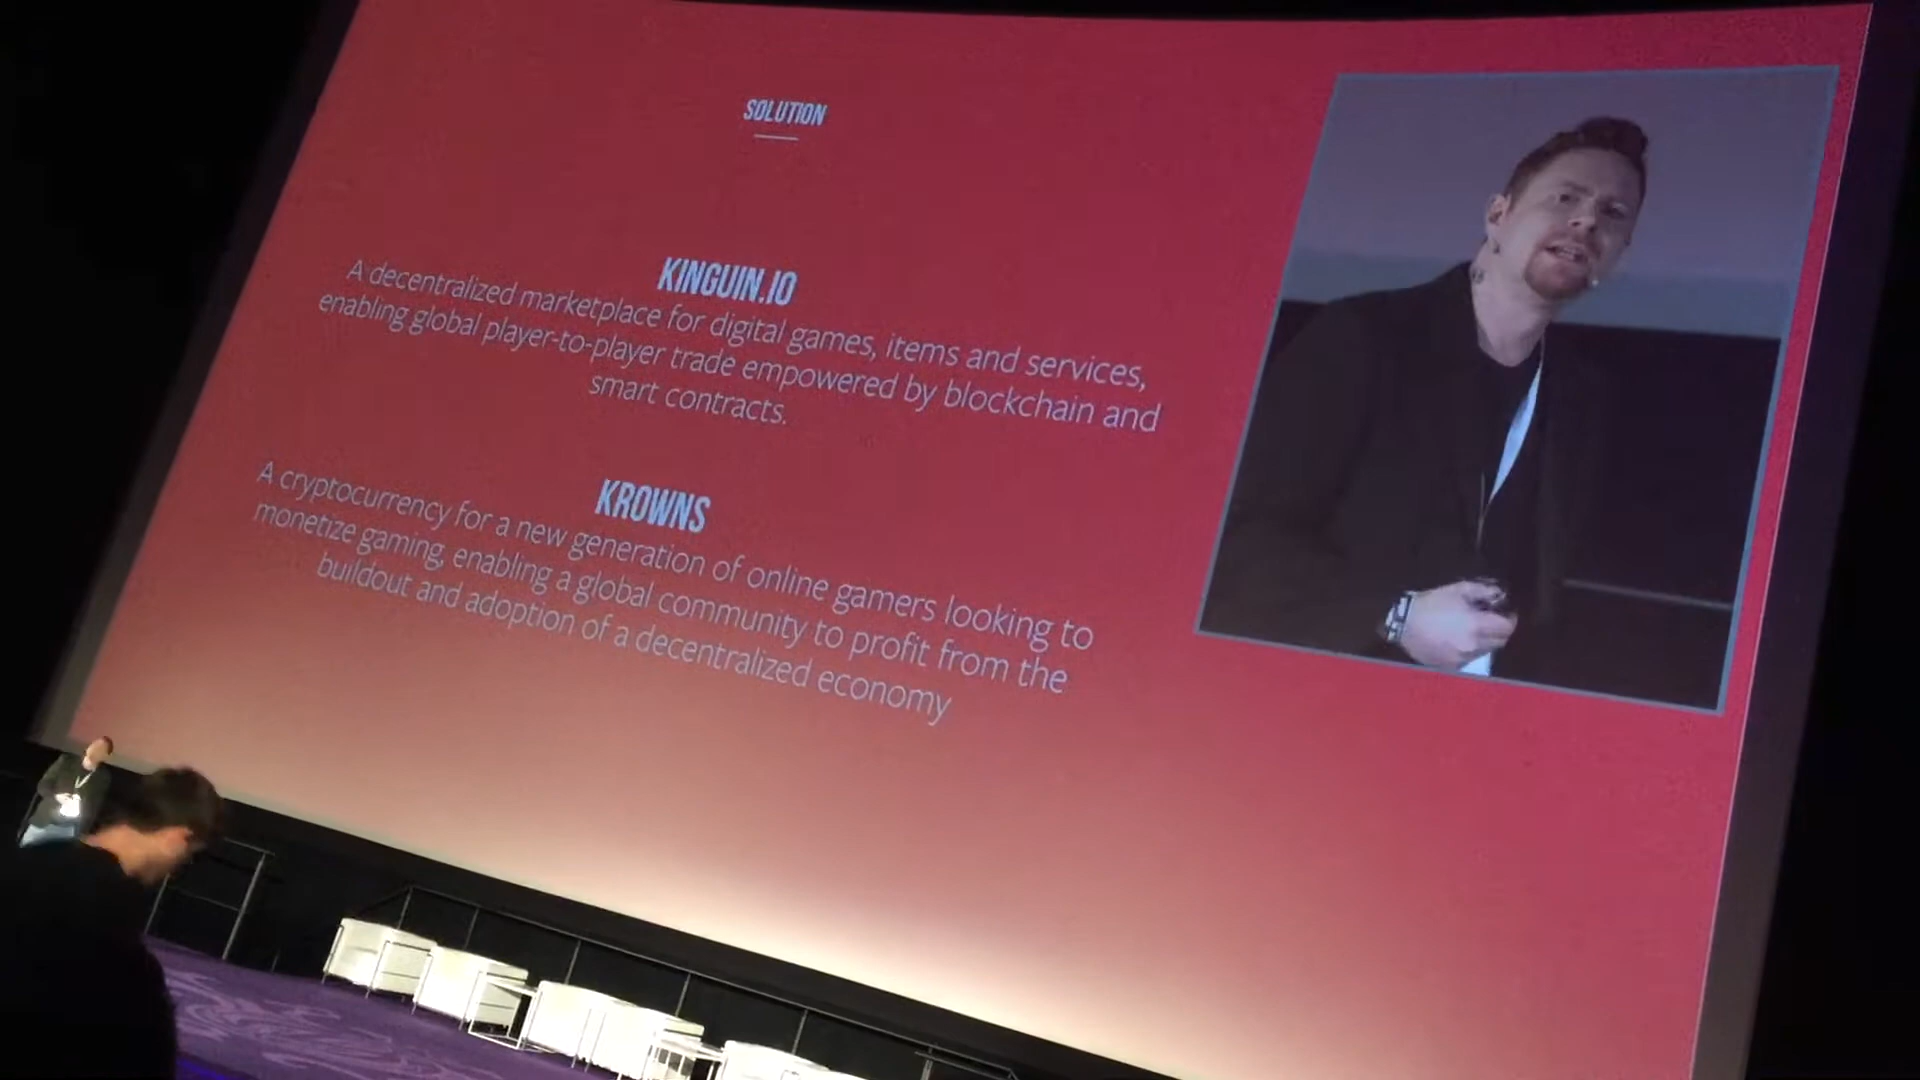 SOLUTION
KINGUIN.IO
A decentralized marketplace for digital games, items and services,
enabling global player-to-player trade empowered by blockchain and
smart contracts.
KROWNS
A cryptocurrency for a new generation of online gamers looking to
monetize gaming, enabling a global community to profit from the
buildout and adoption of a decentralized economy